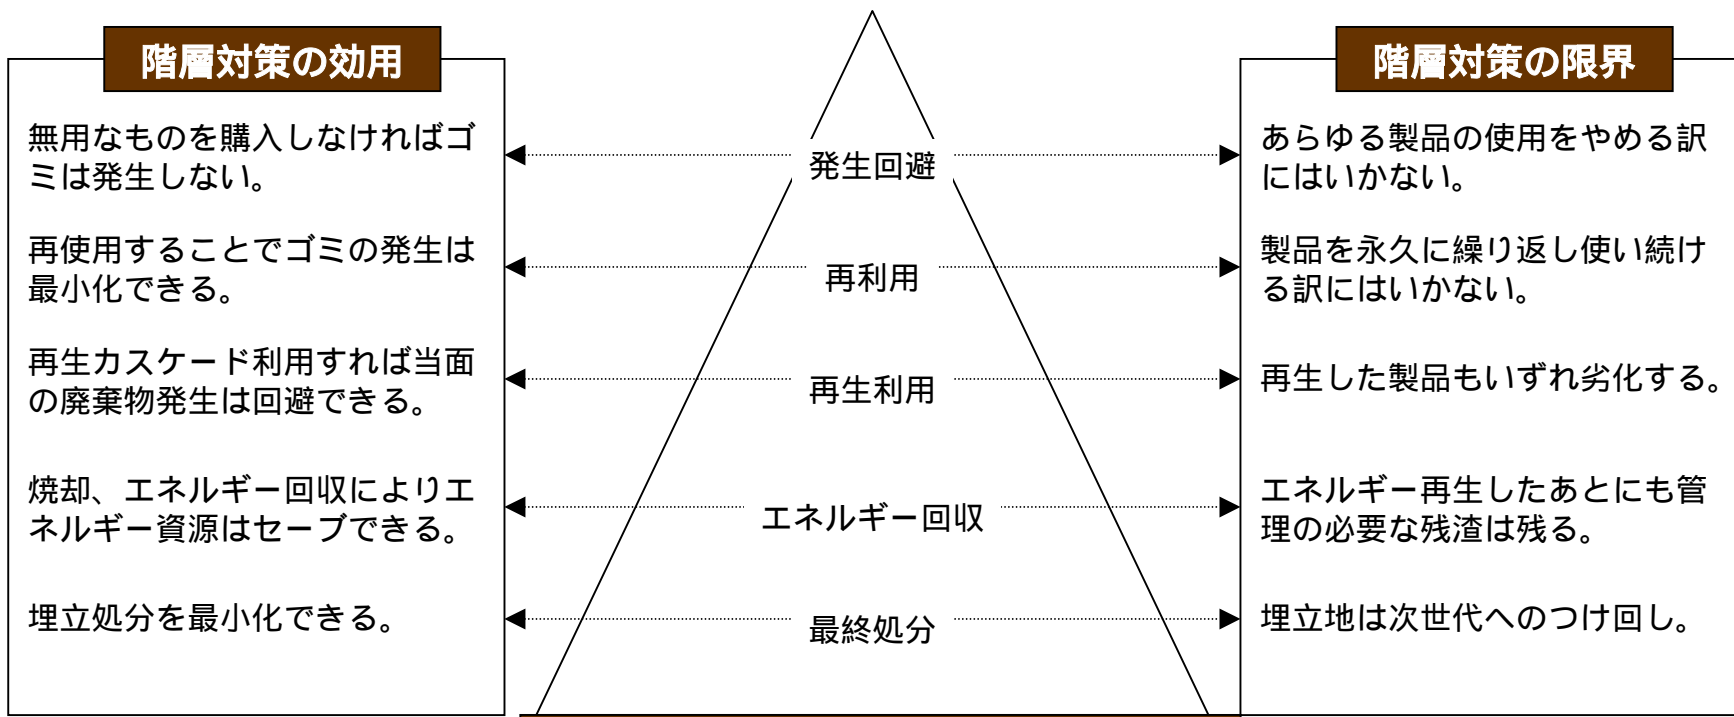 階層対策の効用
無用なものを購入しなければゴ
ミは発生しない。
再使用することでゴミの発生は
最小化できる。
再生カスケード利用すれば当面
の廃棄物発生は回避できる。
焼却、エネルギー回収によりエ
ネルギー資源はセーブできる。
埋立処分を最小化できる。
発生回避
再利用
再生利用
エネルギー回収
最終処分
階層対策の限界
あらゆる製品の使用をやめる訳
にはいかない。
製品を永久に繰り返し使い続け
る訳にはいかない。
再生した製品もいずれ劣化する。
エネルギー再生したあとにも管
理の必要な残渣は残る。
埋立地は次世代へのつけ回し。